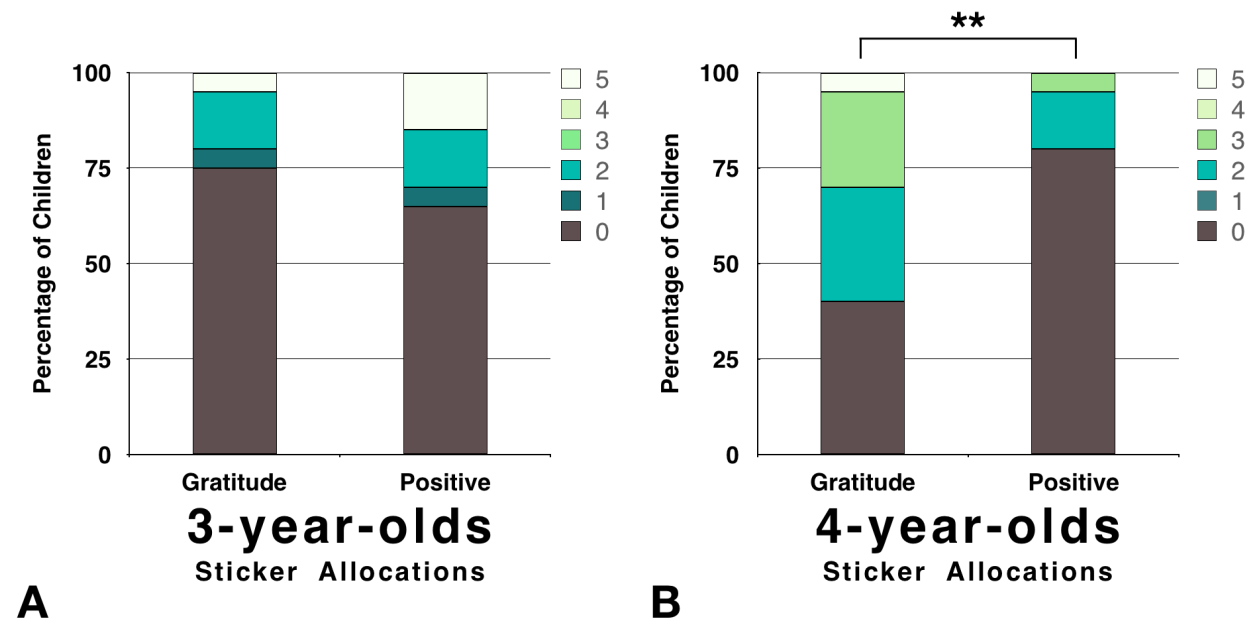 Percentage of Children
100
75
50
25
0
Gratitude Positive
3-year-olds
Sticker Allocations
5
4
3
2
1
0
A
**
Percentage of Children
100
75
50
25
0
Gratitude Positive
4-year-olds
Sticker Allocations
5
4
3
2
1
0
B